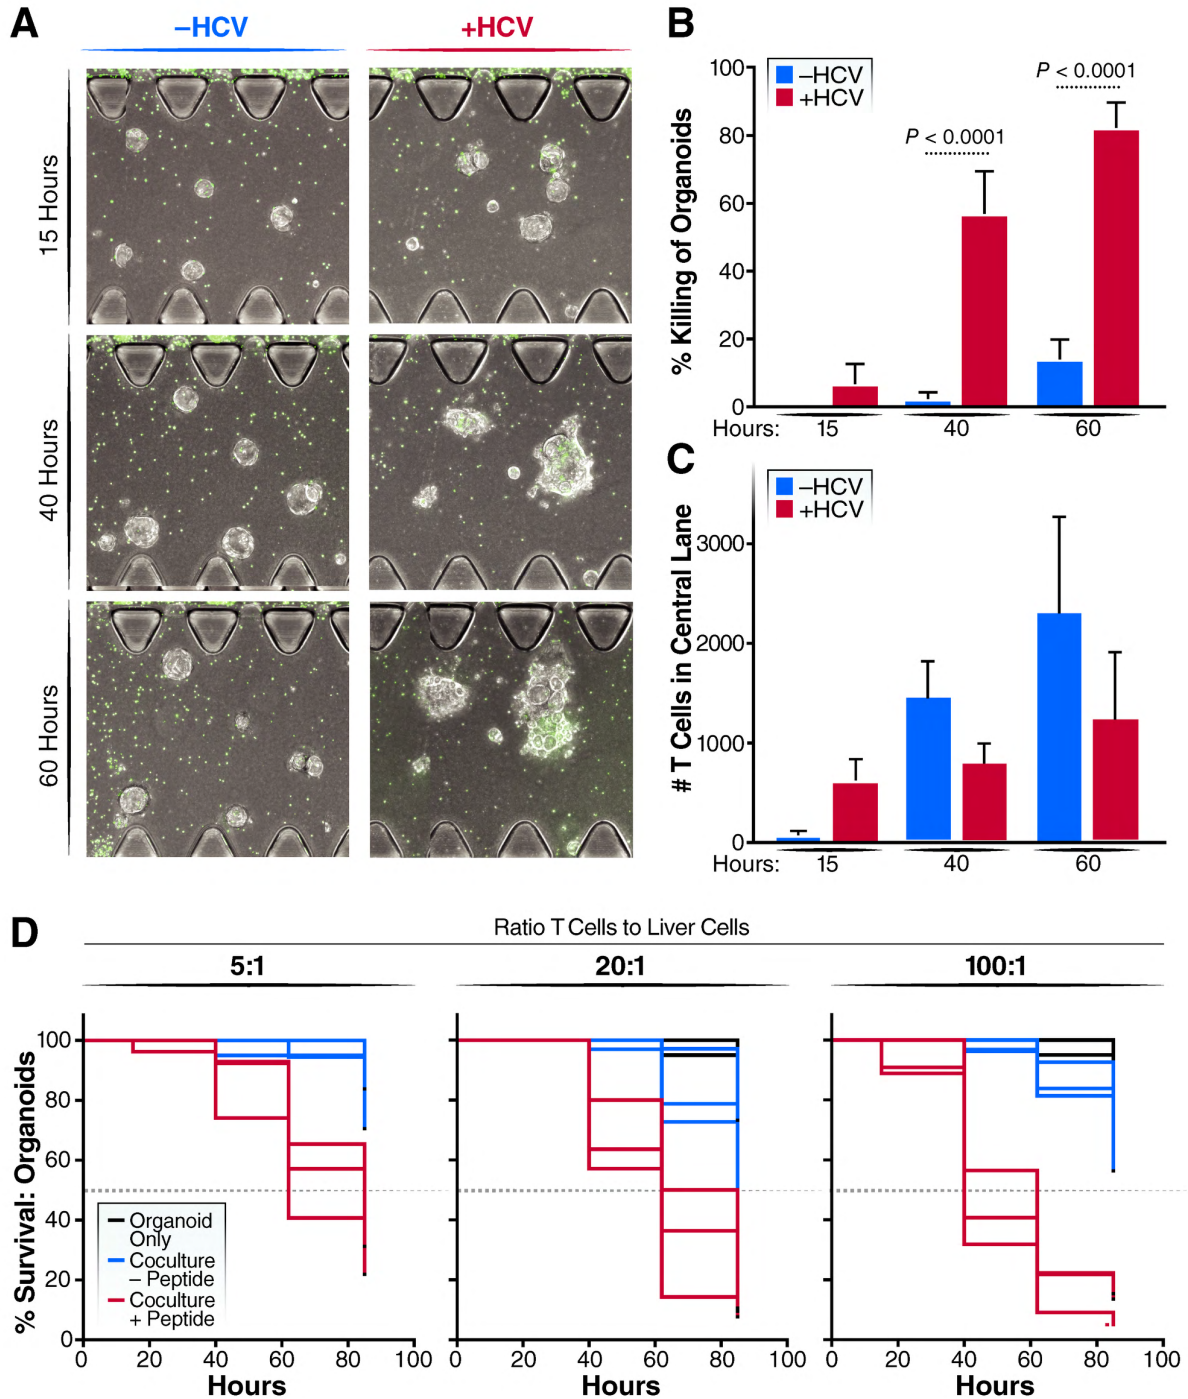 A
–HCV
+HCV
15 Hours
40 Hours
60 Hours
B
% Killing of Organoids
100
80
60
40
20
0
–HCV
+HCV
P < 0.0001
P < 0.0001
Hours: 15 40 60
C
# T Cells in Central Lane
3000
2000
1000
0
–HCV
+HCV
Hours: 15 40 60
D
Ratio T Cells to Liver Cells
5:1 20:1 100:1
% Survival: Organoids
100
80
60
40
20
0
Organoid
Only
Coculture
– Peptide
Coculture
+ Peptide
0 20 40 60 80 100
Hours
0 20 40 60 80 100
Hours
0 20 40 60 80 100
Hours